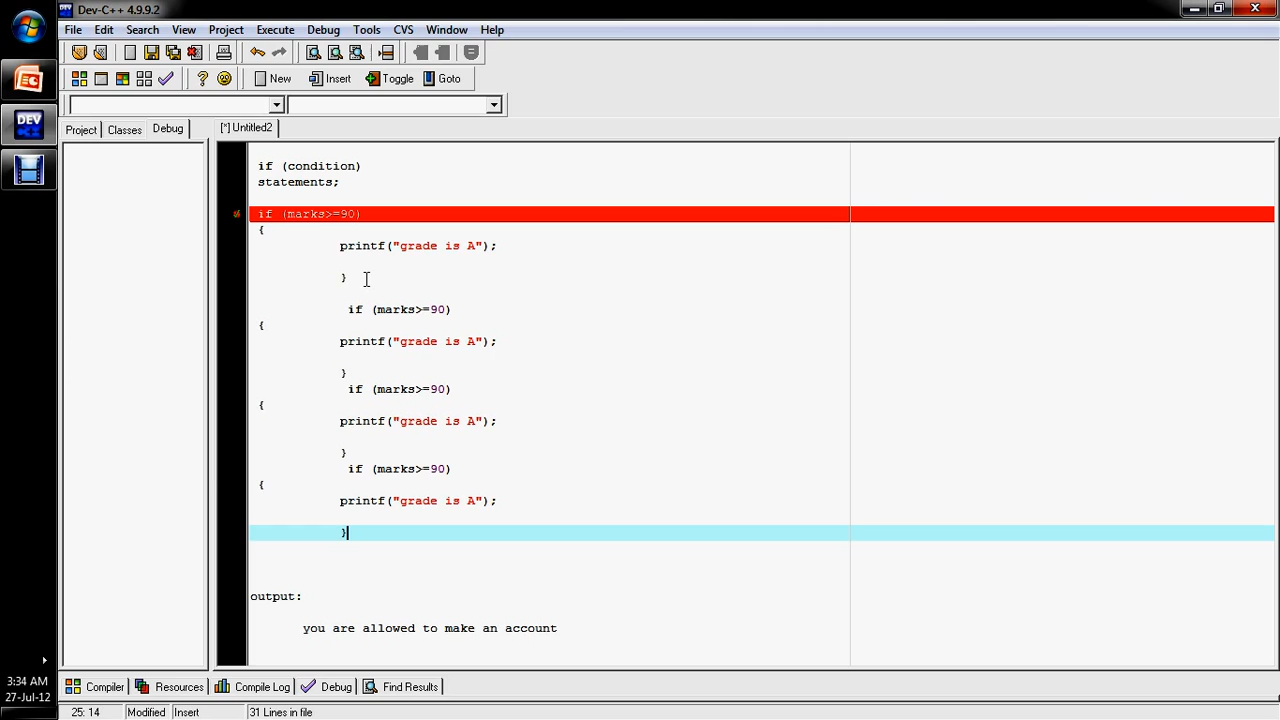 Dev-C++ 4.9.9.2
File Edit Search View Project Execute Debug Tools CVS Window Help
New Insert Toggle Goto
Project Classes Debug [*] Untitled2
if (condition)
statements;
if (marks>=90)
{
printf("grade is A");
}
if (marks>=90)
{
printf("grade is A");
}
if (marks>=90)
{
printf("grade is A");
}
if (marks>=90)
{
printf("grade is A");
}
output:
you are allowed to make an account
Compiler Resources Compile Log Debug Find Results
25: 14 Modified Insert 31 Lines in file
DEV
3:34 AM
27-Jul-12